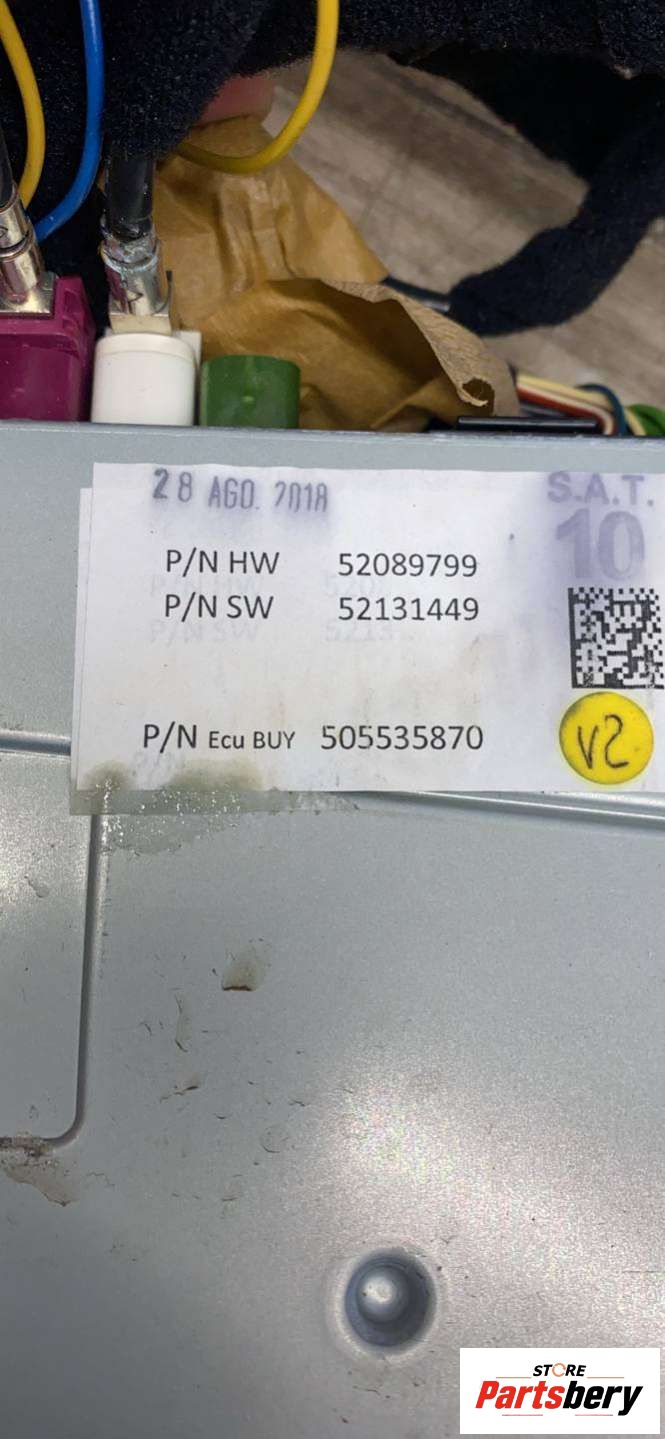 28 AGO. 2018
S.A.T.
10
P/N HW 52089799
P/N SW 52131449
P/N Ecu BUY 505535870
V2
STORE
Partsbery